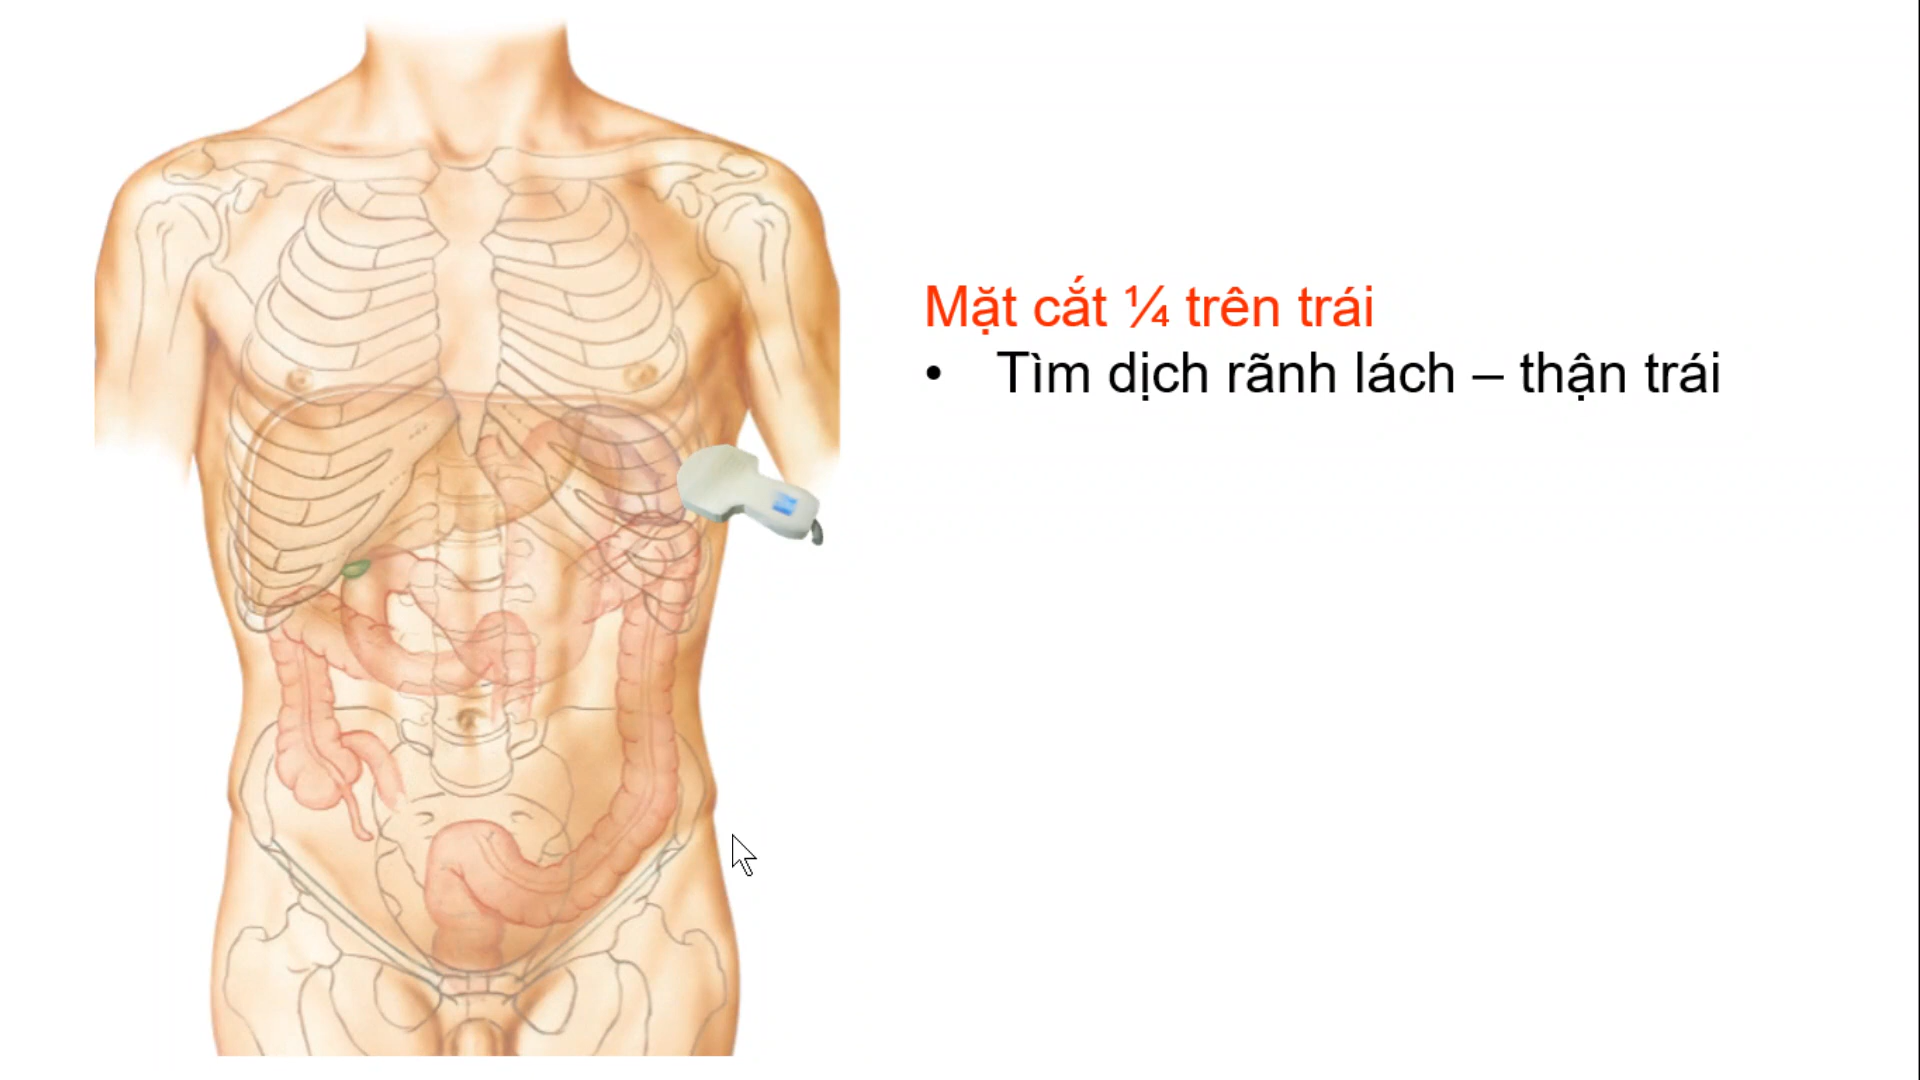 Mặt cắt ¼ trên trái
• Tìm dịch rãnh lách – thận trái